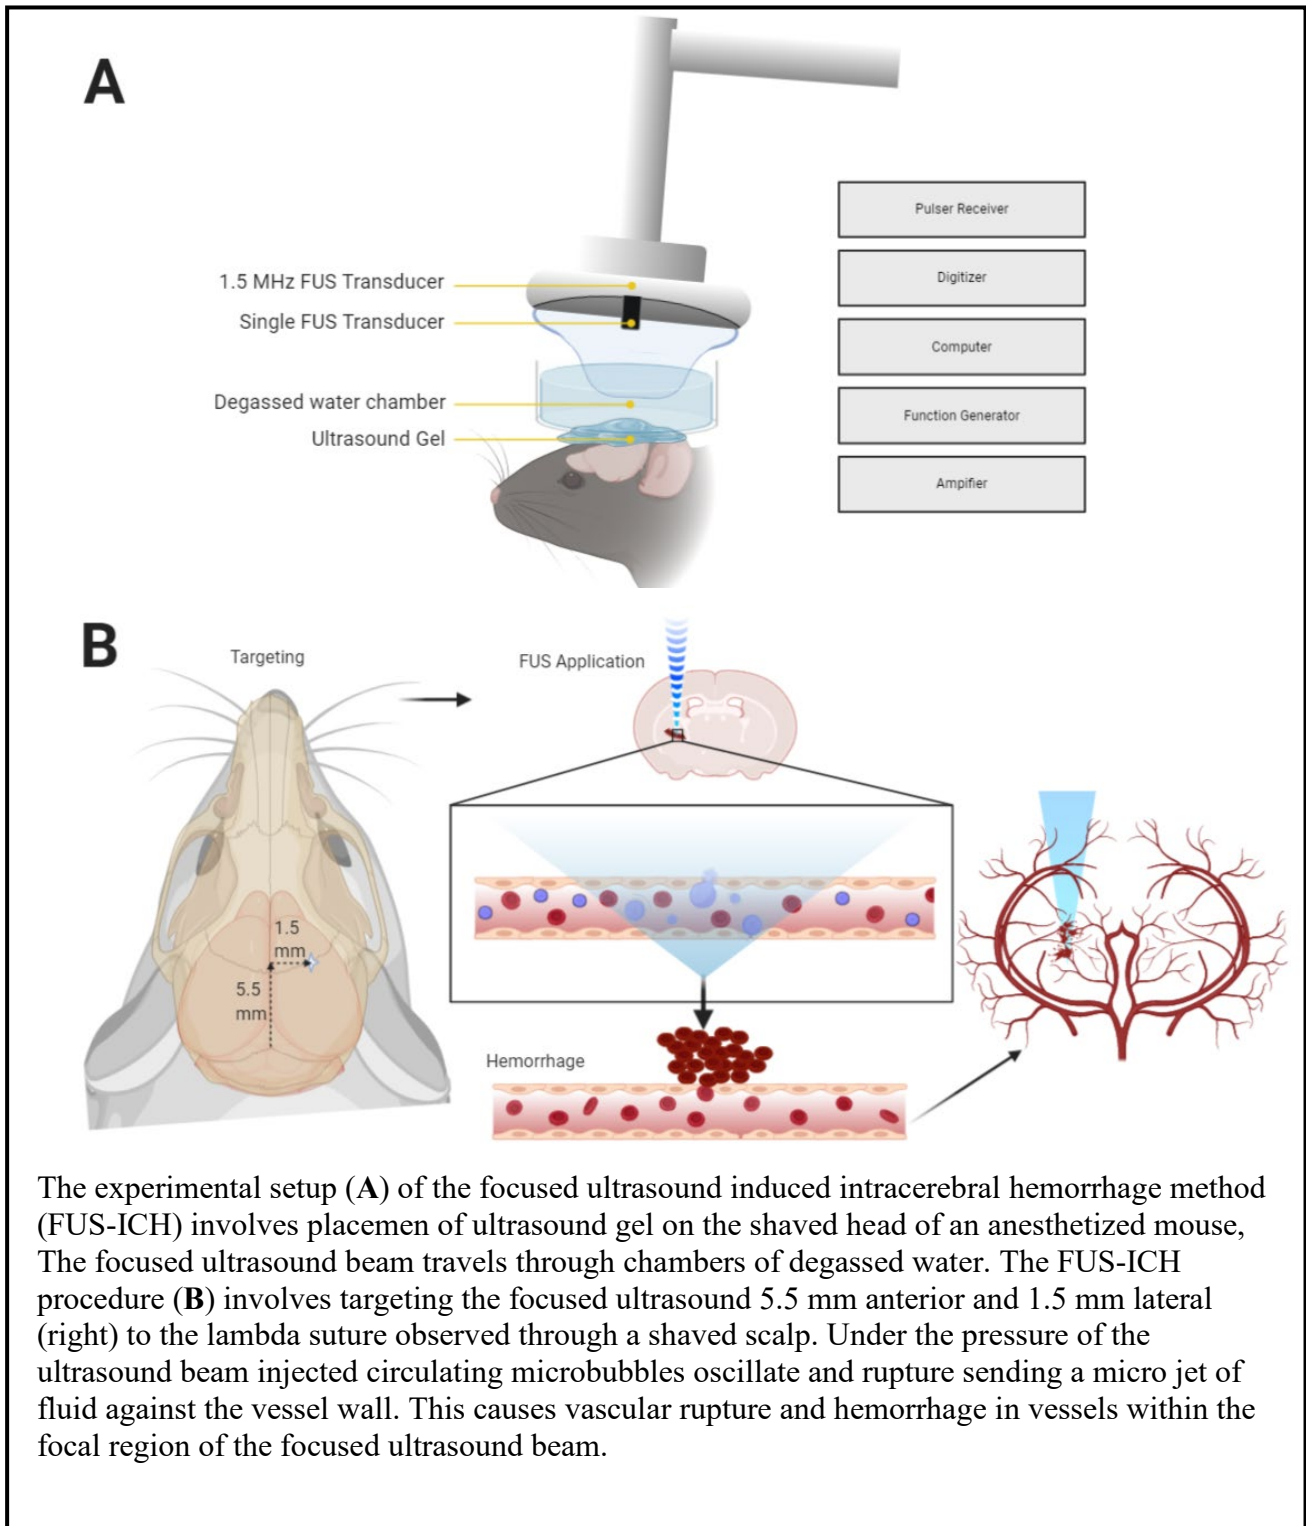 A
1.5 MHz FUS Transducer
Single FUS Transducer
Degassed water chamber
Ultrasound Gel
Pulser Receiver
Digitizer
Computer
Function Generator
Ampifier
B
Targeting
FUS Application
1.5
mm
5.5
mm
Hemorrhage
The experimental setup (A) of the focused ultrasound induced intracerebral hemorrhage method
(FUS-ICH) involves placemen of ultrasound gel on the shaved head of an anesthetized mouse,
The focused ultrasound beam travels through chambers of degassed water. The FUS-ICH
procedure (B) involves targeting the focused ultrasound 5.5 mm anterior and 1.5 mm lateral
(right) to the lambda suture observed through a shaved scalp. Under the pressure of the
ultrasound beam injected circulating microbubbles oscillate and rupture sending a micro jet of
fluid against the vessel wall. This causes vascular rupture and hemorrhage in vessels within the
focal region of the focused ultrasound beam.